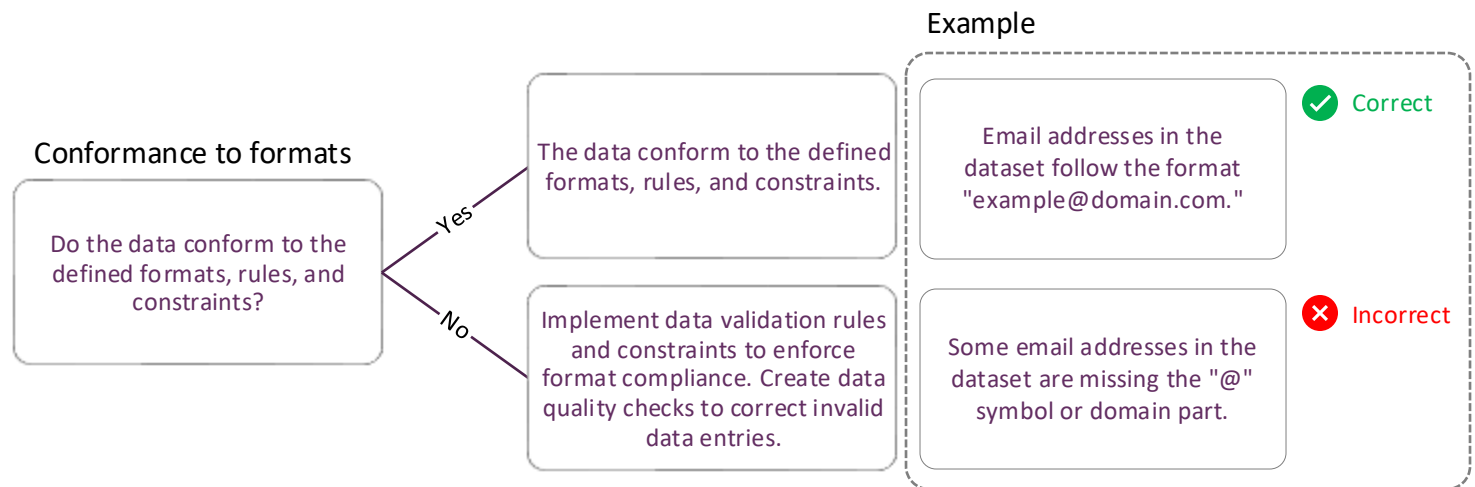 Example
Conformance to formats
Do the data conform to the
defined formats, rules, and
constraints?
Yes
No
The data conform to the defined
formats, rules, and constraints.
Implement data validation rules
and constraints to enforce
format compliance. Create data
quality checks to correct invalid
data entries.
Email addresses in the
dataset follow the format
"example@domain.com."
Correct
Some email addresses in the
dataset are missing the "@"
symbol or domain part.
Incorrect